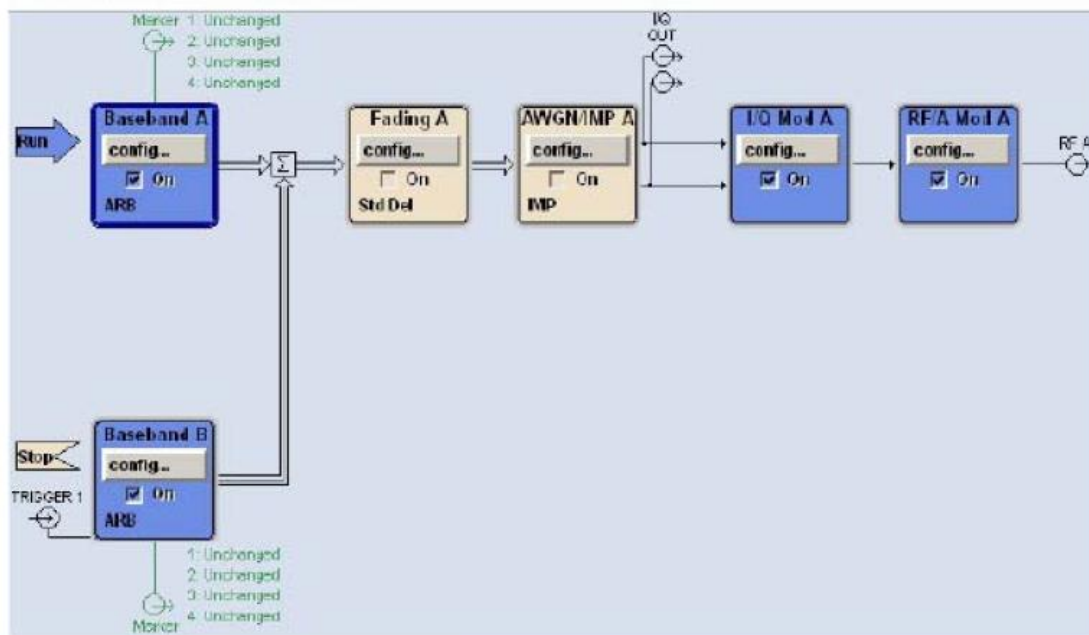 Marker 1: Unchanged
2: Unchanged
3: Unchanged
4: Unchanged
I/Q
OUT
Run
Baseband A
config...
On
ARB
Σ
Fading A
config...
On
Std Del
AWGN/IMP A
config...
On
IMP
I/Q Mod A
config...
On
RF/A Mod A
config...
On
RF A
Stop
TRIGGER 1
Baseband B
config...
On
ARB
1: Unchanged
2: Unchanged
3: Unchanged
4: Unchanged
Marker